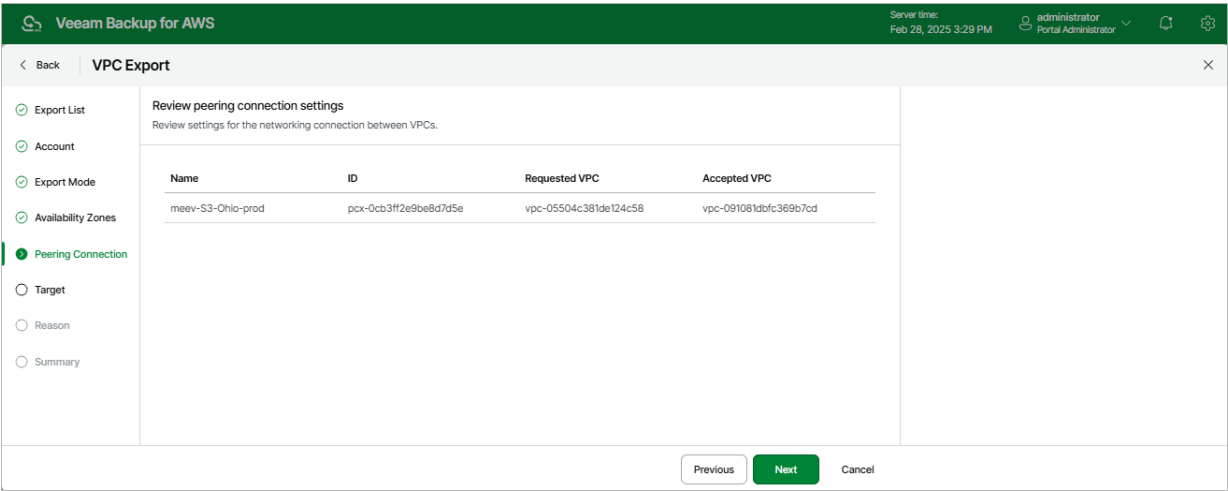 Veeam Backup for AWS
Server time:
Feb 28, 2025 3:29 PM
administrator
Portal Administrator
Back
VPC Export
Export List
Account
Export Mode
Availability Zones
Peering Connection
Target
Reason
Summary
Review peering connection settings
Review settings for the networking connection between VPCs.
Name ID Requested VPC Accepted VPC
meev-S3-Ohio-prod pcx-0cb3ff2e9be8d7d5e vpc-05504c381de124c58 vpc-091081dbfc369b7cd
Previous Next Cancel